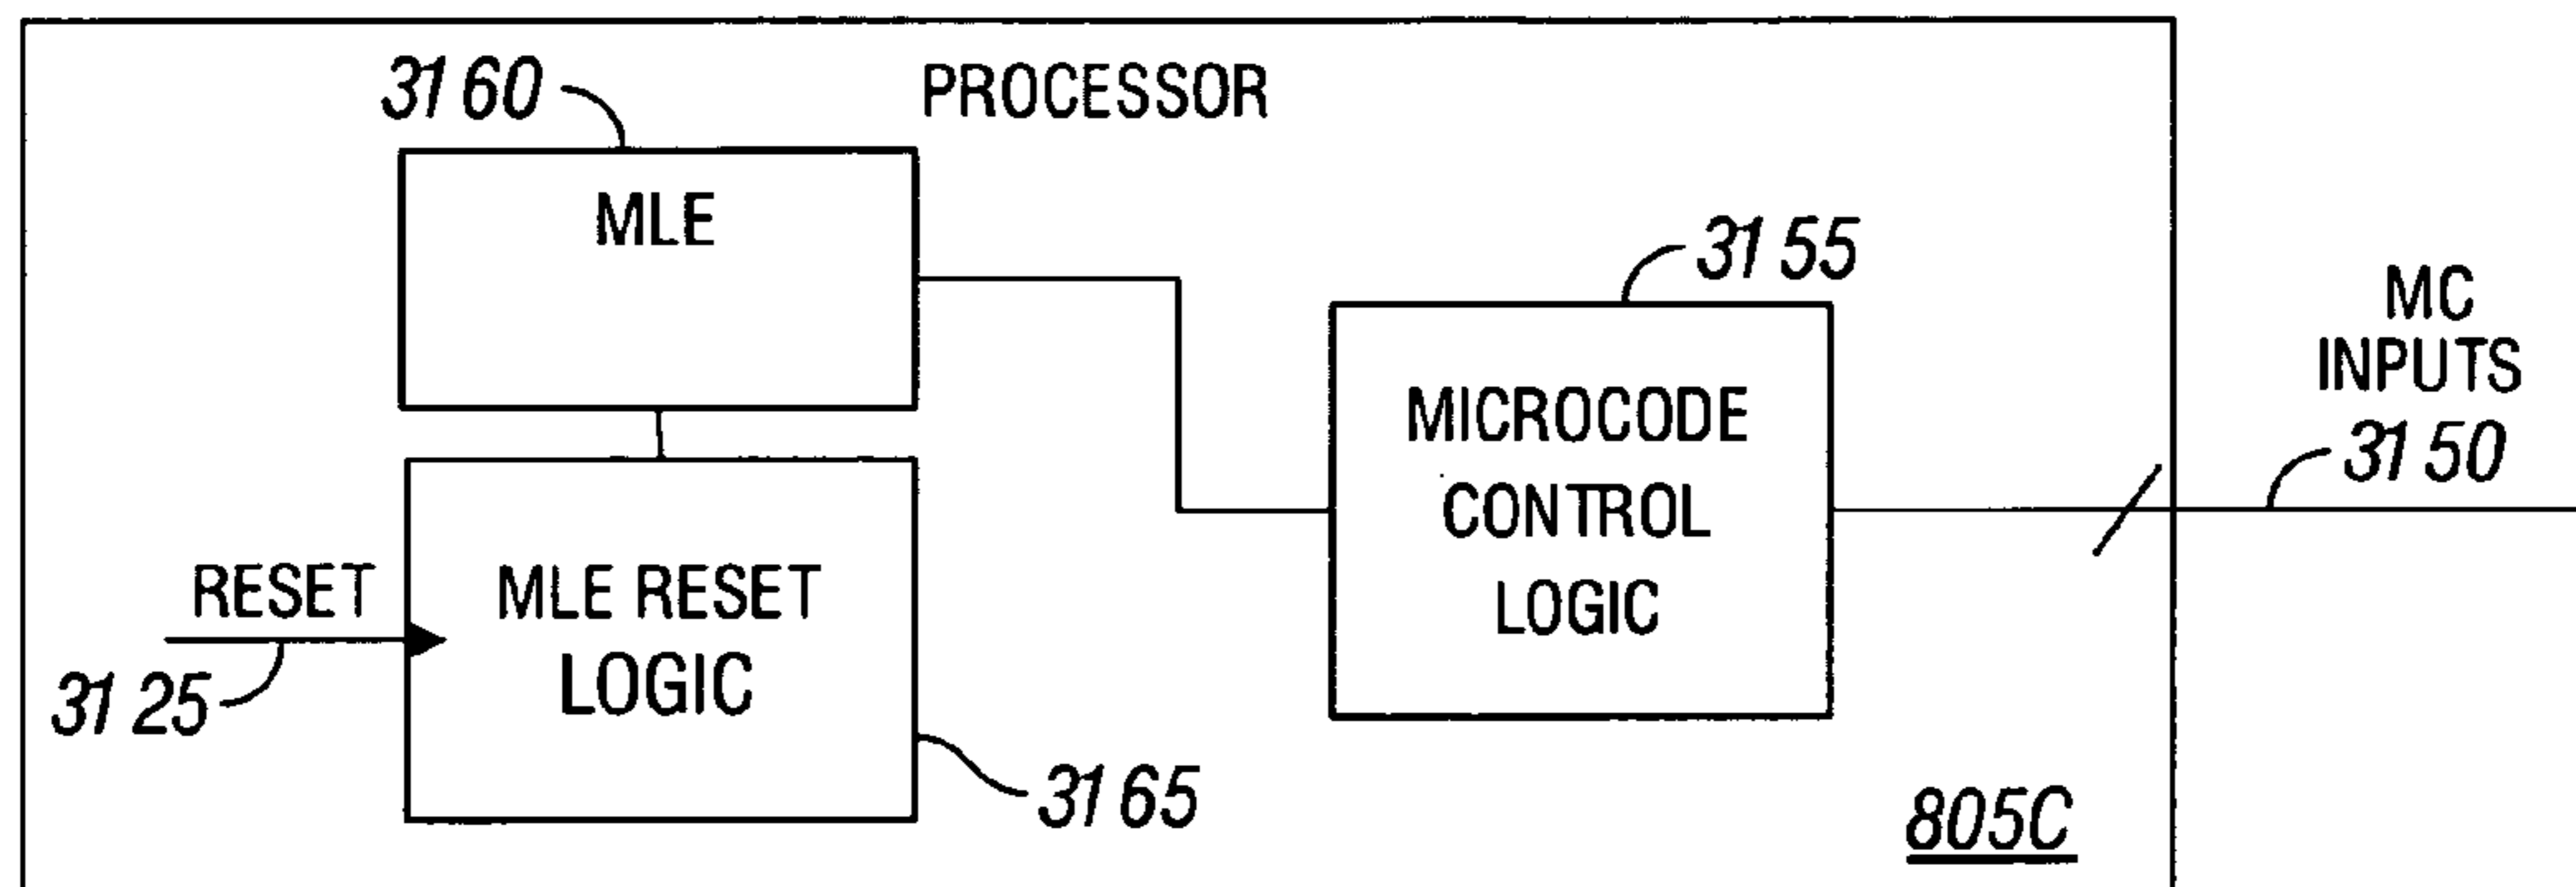 PROCESSOR
3160
MLE
3155
MC
INPUTS
3150
MICROCODE
CONTROL
LOGIC
RESET
3125
MLE RESET
LOGIC
3165
805C